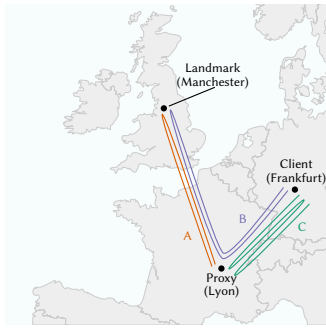 Landmark
(Manchester)
Client
(Frankfurt)
B
C
A
Proxy
(Lyon)